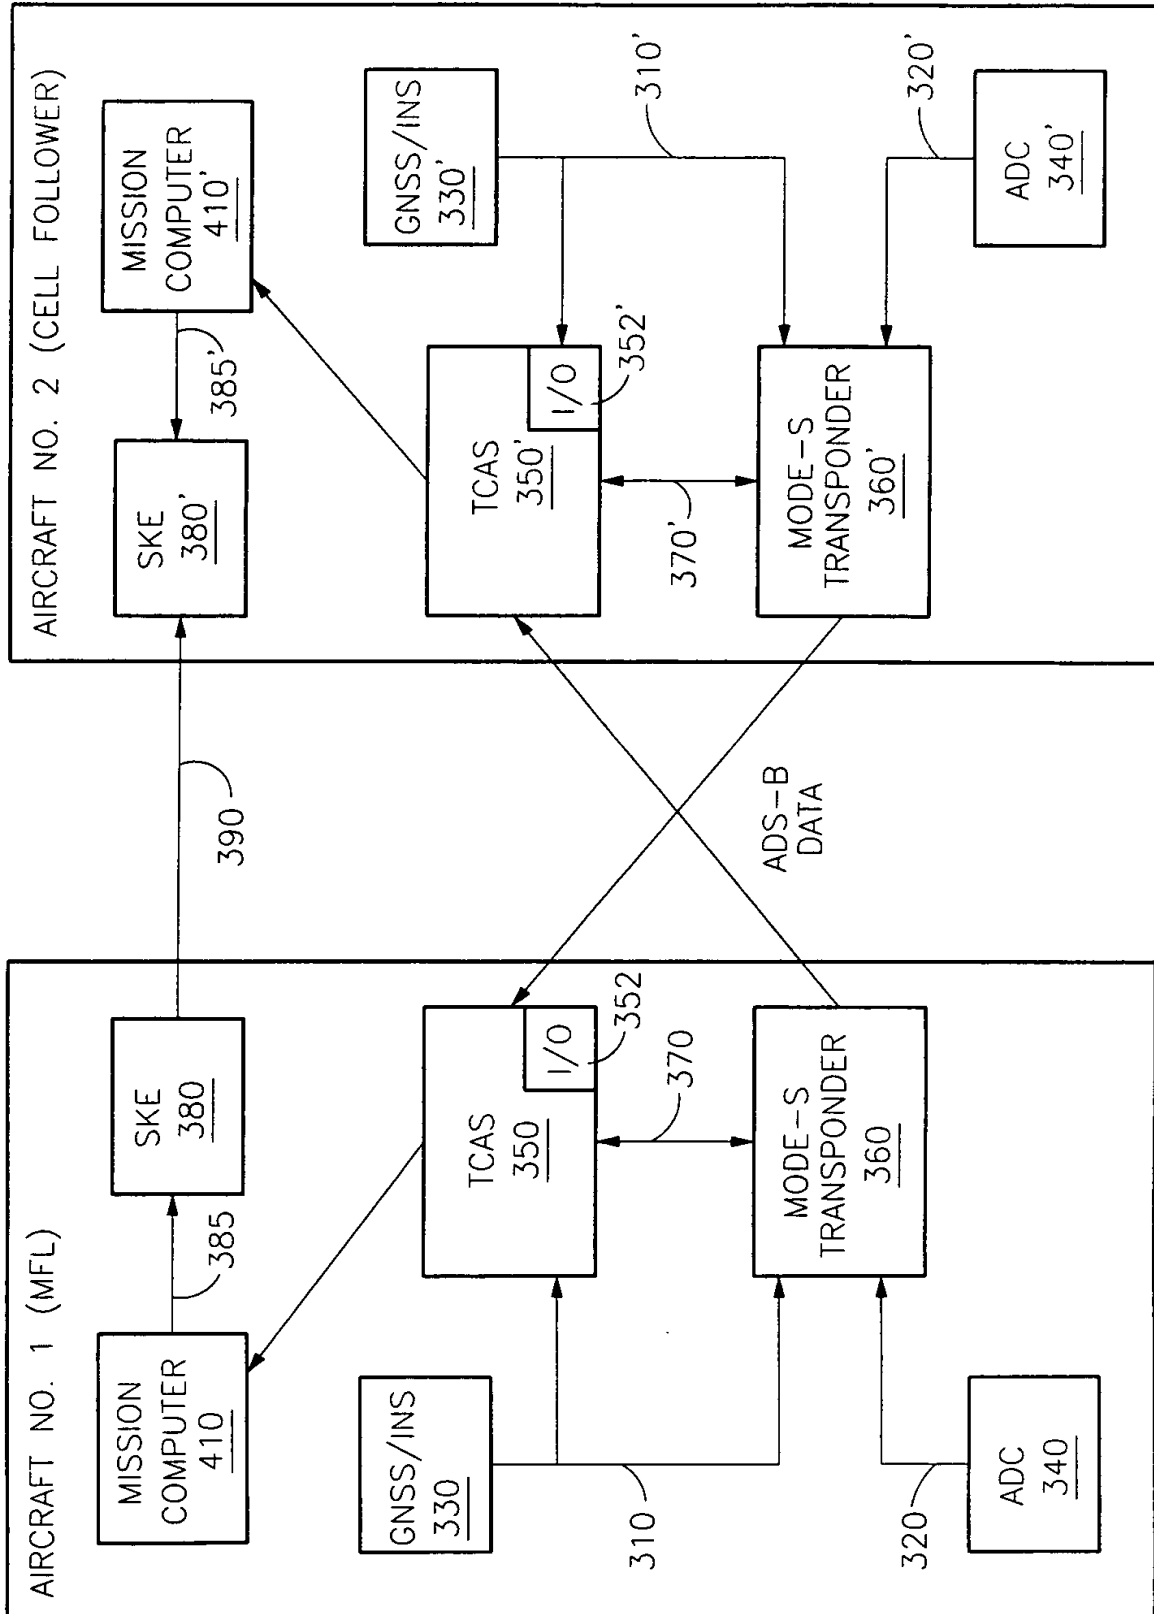 AIRCRAFT NO. 1 (MFL)
MISSION
COMPUTER
410
385
SKE
380
390
GNSS/INS
330
310
TCAS
350
I/O
352
370
ADC
340
320
MODE-S
TRANSPONDER
360
ADS-B
DATA
AIRCRAFT NO. 2 (CELL FOLLOWER)
SKE
380'
385'
MISSION
COMPUTER
410'
TCAS
350'
I/O
352'
370'
GNSS/INS
330'
310'
MODE-S
TRANSPONDER
360'
320'
ADC
340'